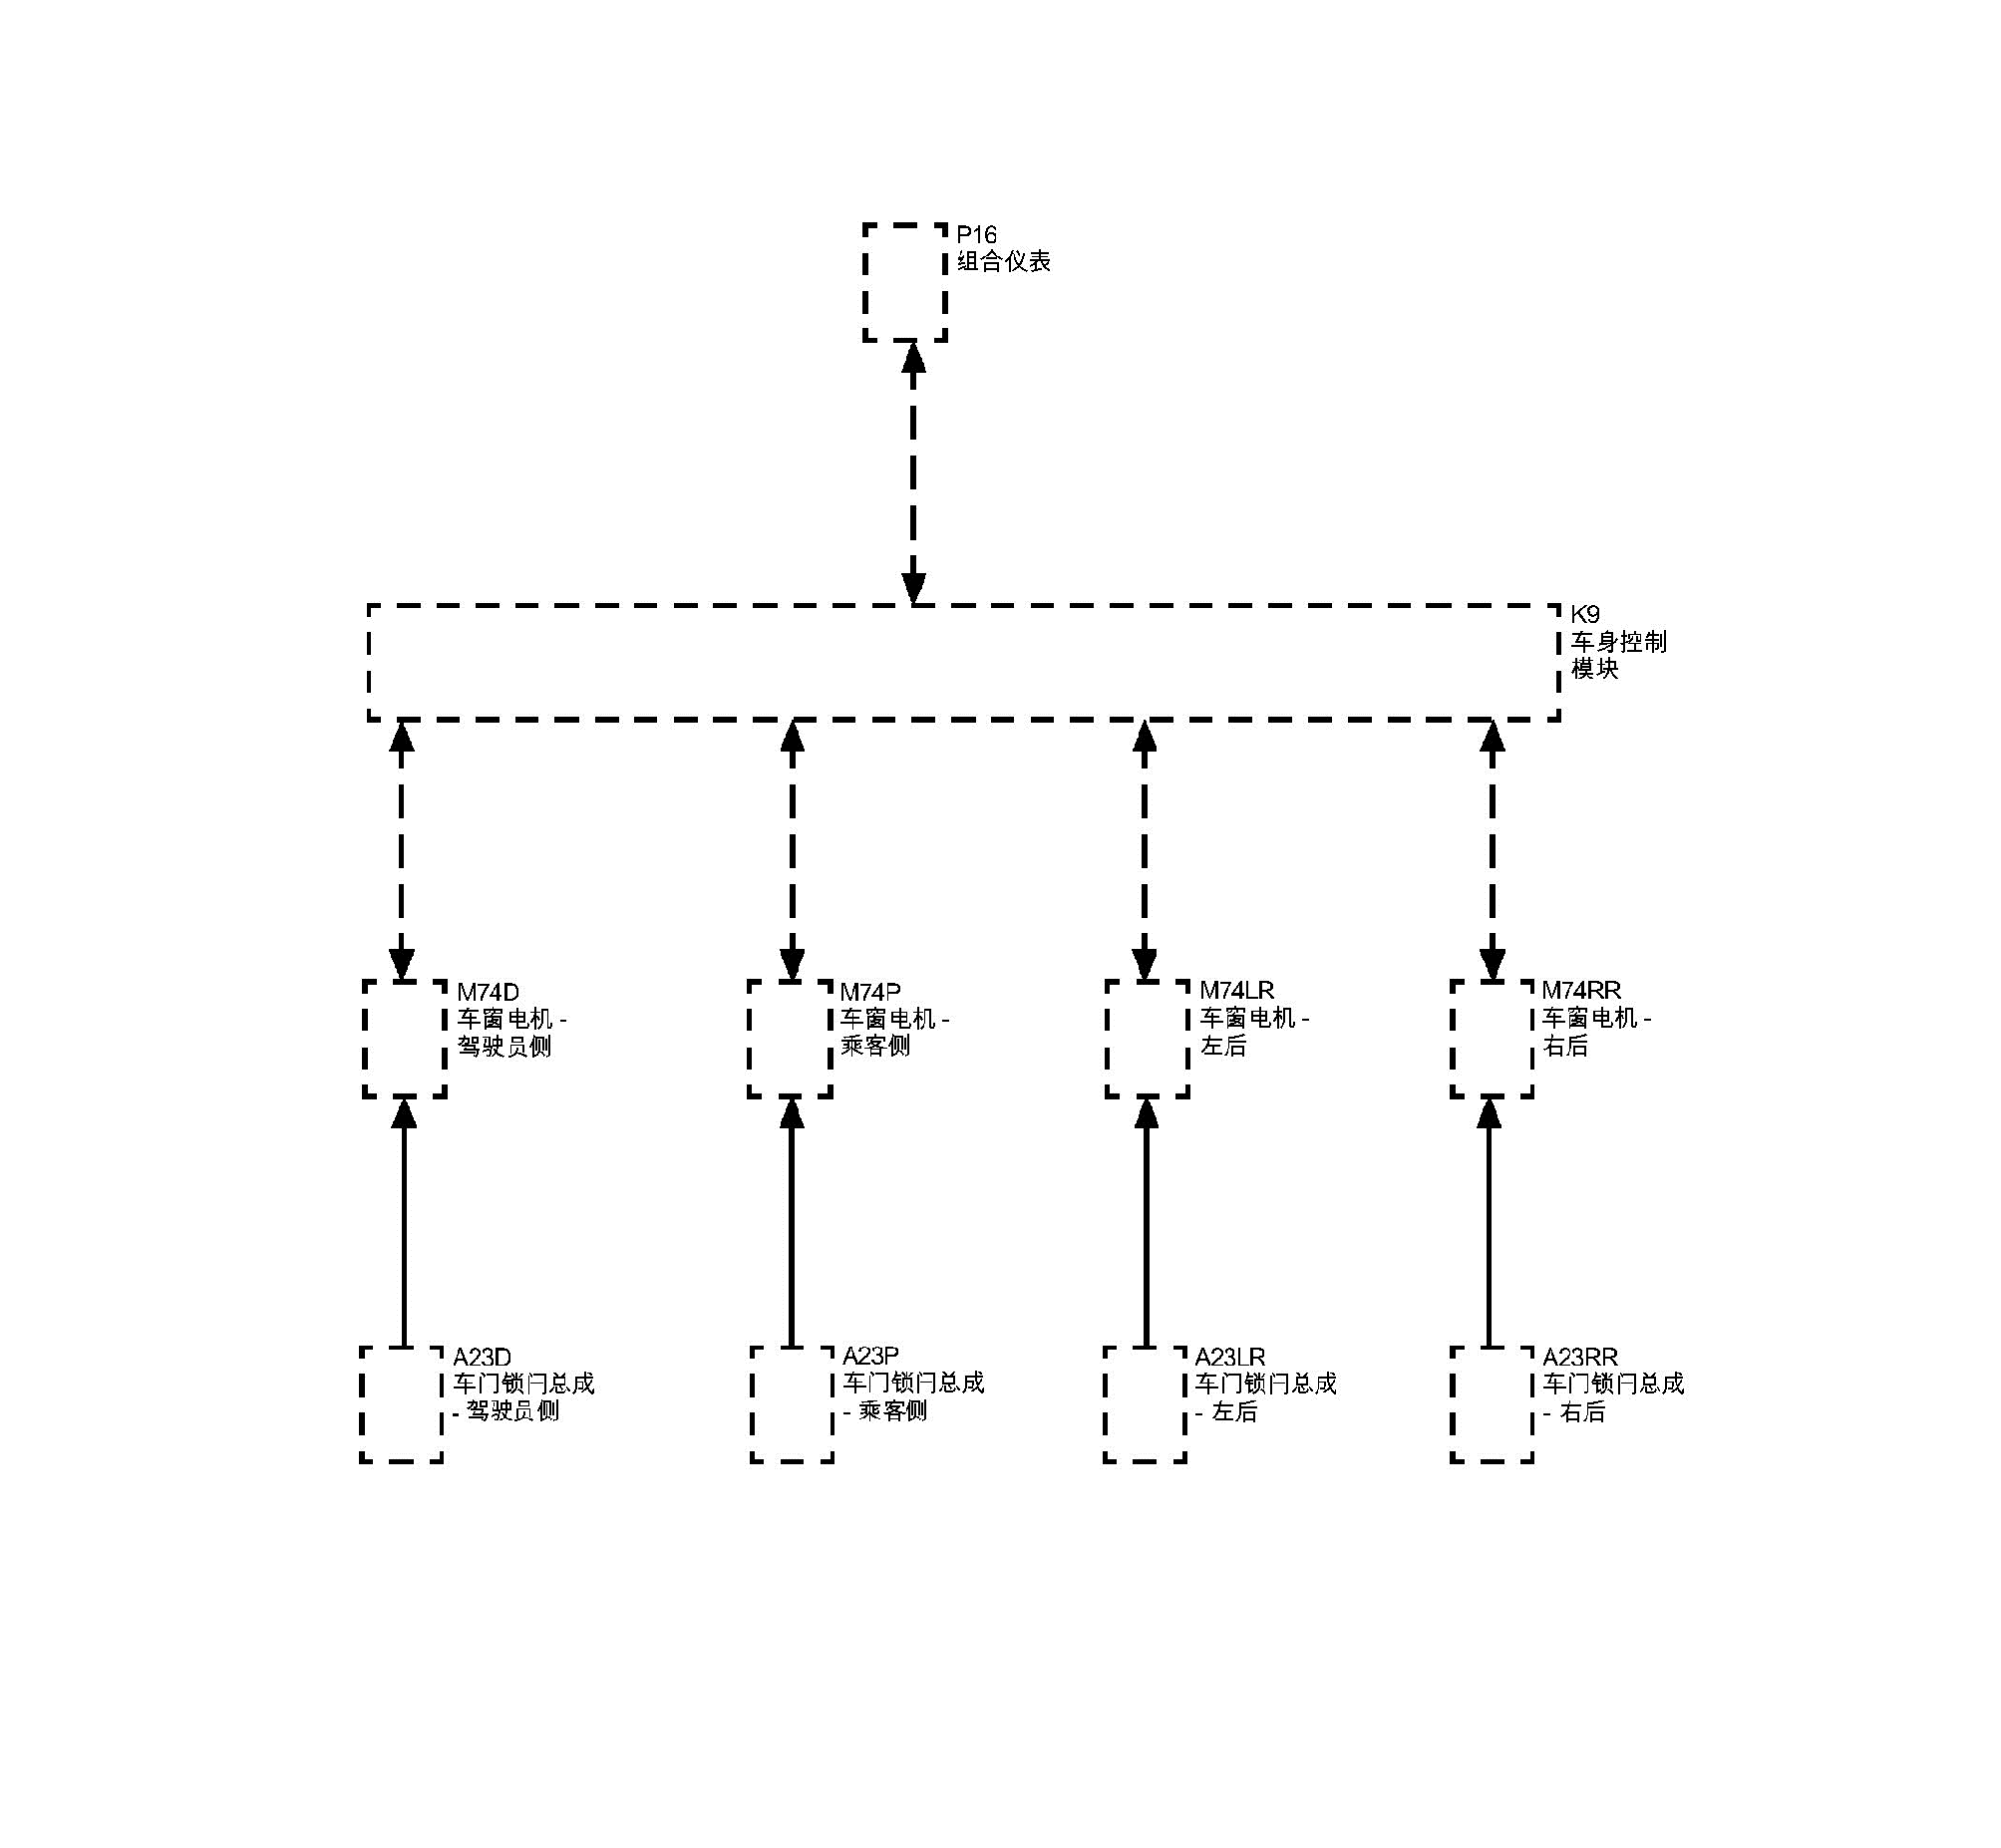 P16
组合仪表
K9
车身控制
模块
M74D
车窗电机 -
驾驶员侧
M74P
车窗电机 -
乘客侧
M74LR
车窗电机 -
左后
M74RR
车窗电机 -
右后
A23D
车门锁闩总成
- 驾驶员侧
A23P
车门锁闩总成
- 乘客侧
A23LR
车门锁闩总成
- 左后
A23RR
车门锁闩总成
- 右后